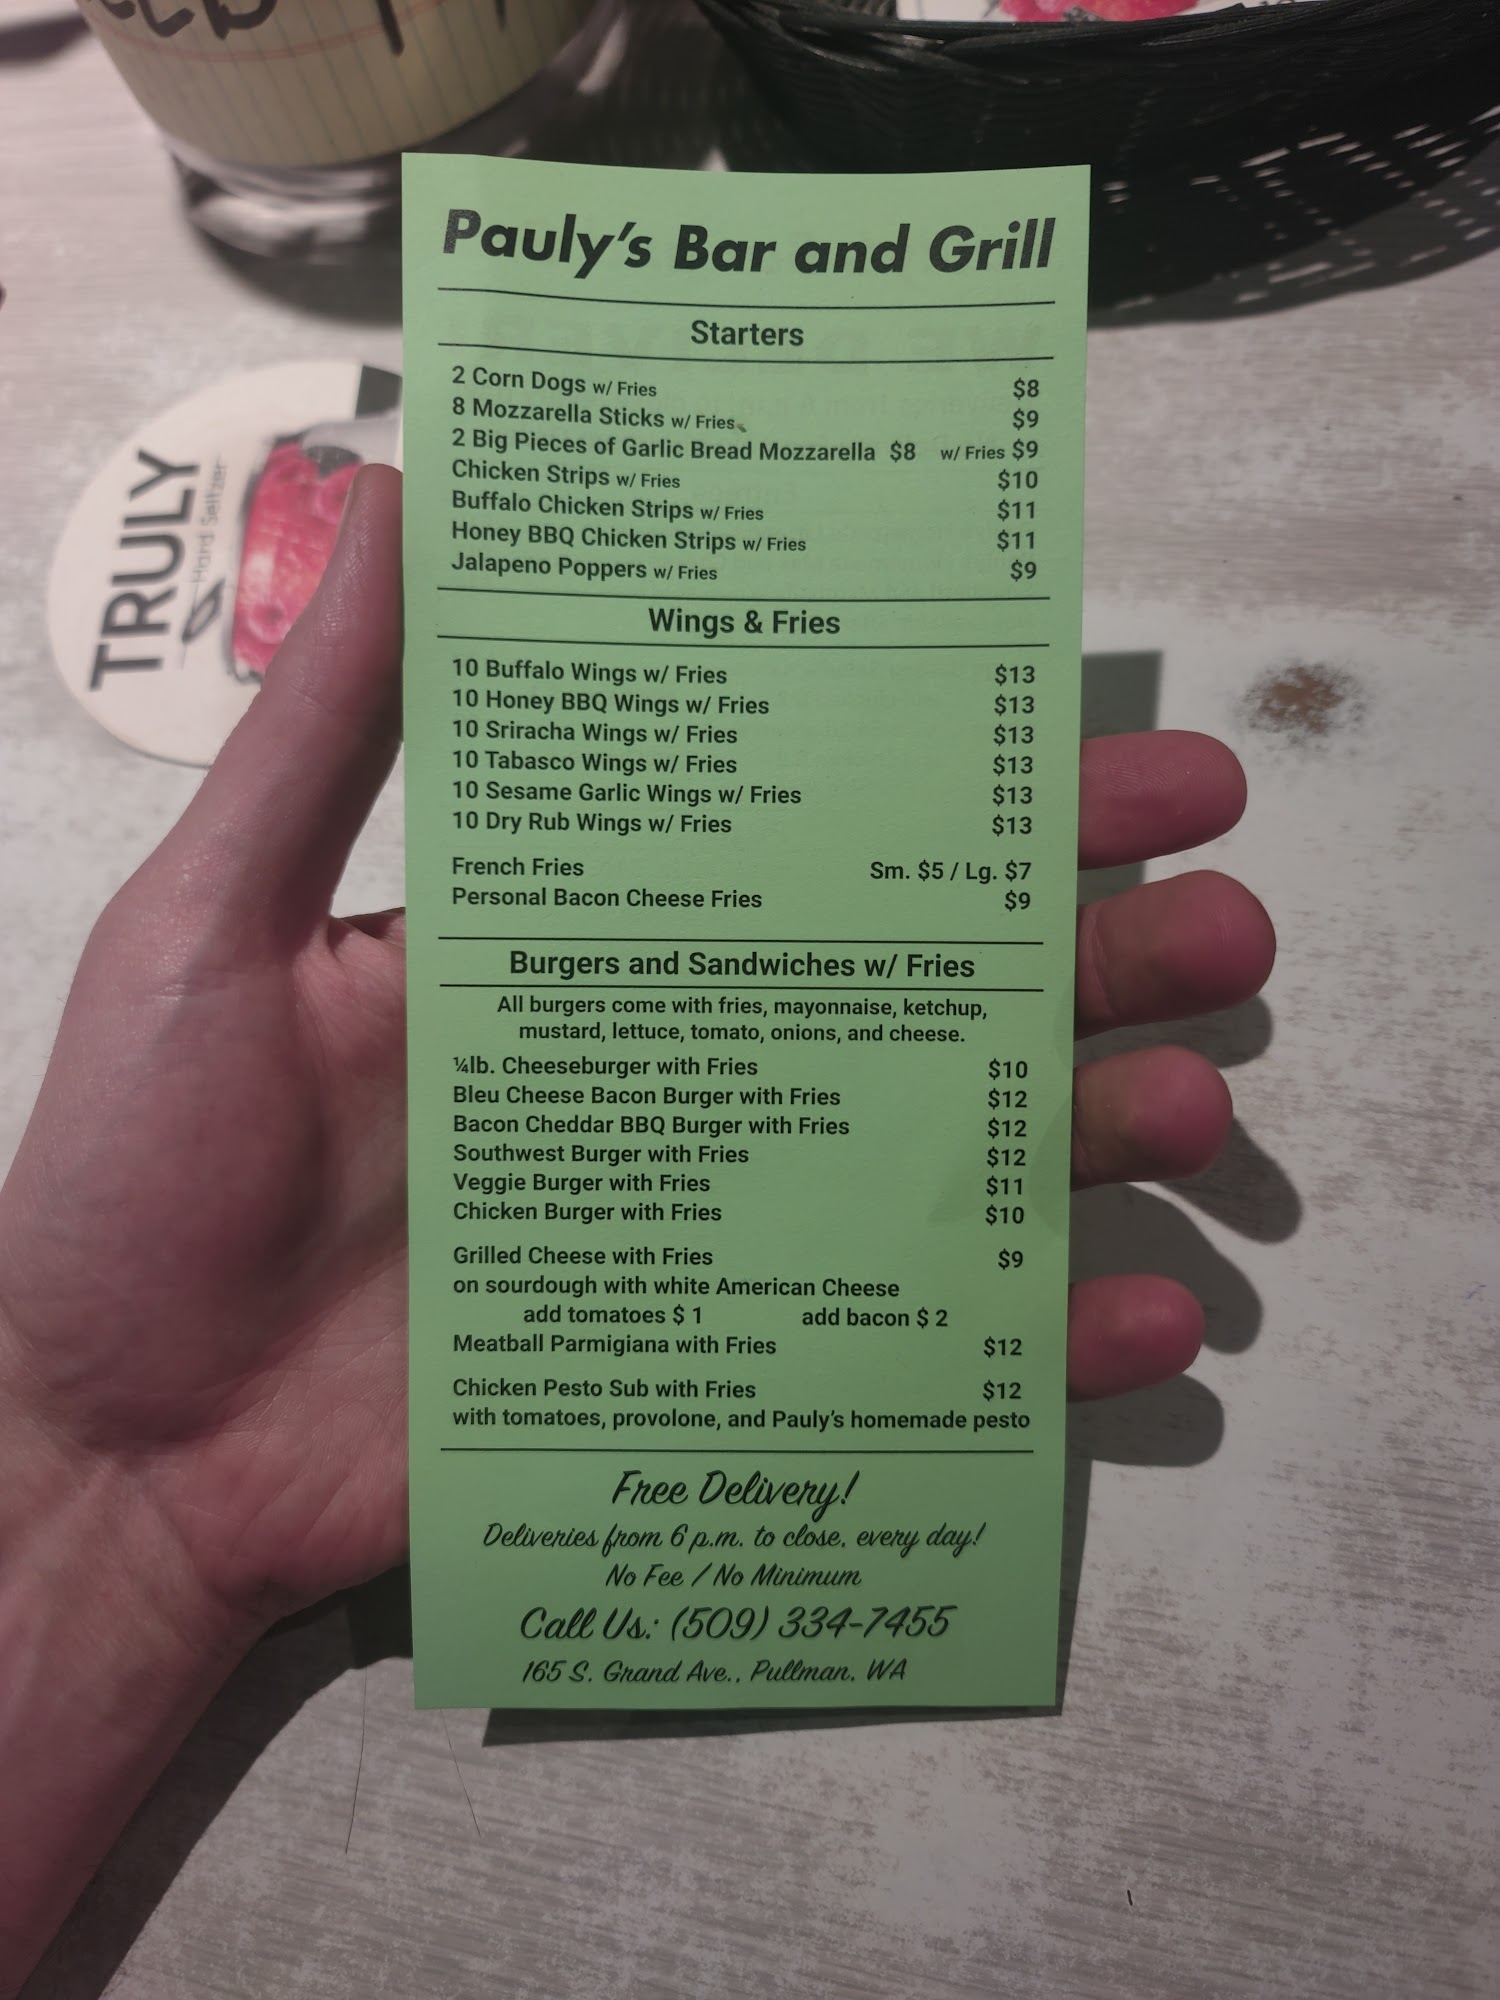 TRULY
Hard Seltzer
Pauly's Bar and Grill
Starters
2 Corn Dogs w/ Fries $8
8 Mozzarella Sticks w/ Fries $9
2 Big Pieces of Garlic Bread Mozzarella $8 w/ Fries $9
Chicken Strips w/ Fries $10
Buffalo Chicken Strips w/ Fries $11
Honey BBQ Chicken Strips w/ Fries $11
Jalapeno Poppers w/ Fries $9
Wings & Fries
10 Buffalo Wings w/ Fries $13
10 Honey BBQ Wings w/ Fries $13
10 Sriracha Wings w/ Fries $13
10 Tabasco Wings w/ Fries $13
10 Sesame Garlic Wings w/ Fries $13
10 Dry Rub Wings w/ Fries $13
French Fries Sm. $5 / Lg. $7
Personal Bacon Cheese Fries $9
Burgers and Sandwiches w/ Fries
All burgers come with fries, mayonnaise, ketchup,
mustard, lettuce, tomato, onions, and cheese.
¼lb. Cheeseburger with Fries $10
Bleu Cheese Bacon Burger with Fries $12
Bacon Cheddar BBQ Burger with Fries $12
Southwest Burger with Fries $12
Veggie Burger with Fries $11
Chicken Burger with Fries $10
Grilled Cheese with Fries $9
on sourdough with white American Cheese
add tomatoes $ 1 add bacon $ 2
Meatball Parmigiana with Fries $12
Chicken Pesto Sub with Fries $12
with tomatoes, provolone, and Pauly's homemade pesto
Free Delivery!
Deliveries from 6 p.m. to close, every day!
No Fee / No Minimum
Call Us: (509) 334-7455
165 S. Grand Ave., Pullman, WA